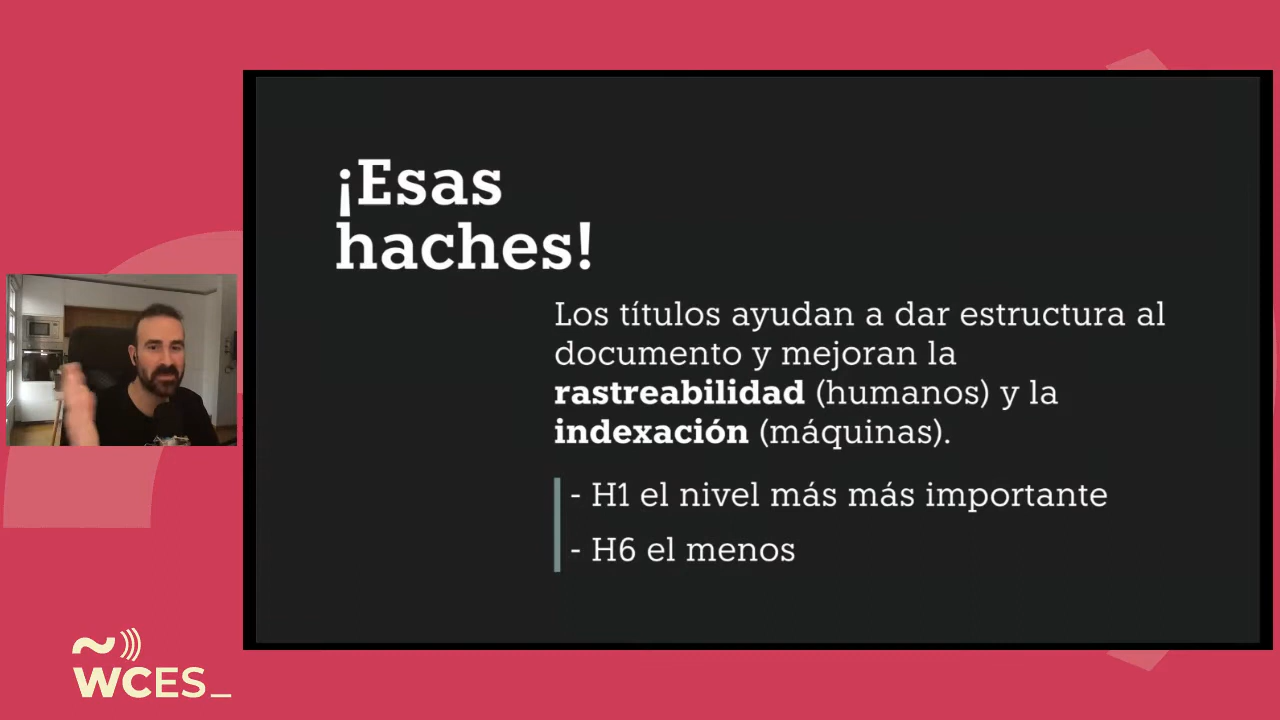 ¡Esas
haches!
Los títulos ayudan a dar estructura al
documento y mejoran la
rastreabilidad (humanos) y la
indexación (máquinas).
- H1 el nivel más más importante
- H6 el menos
WCES_